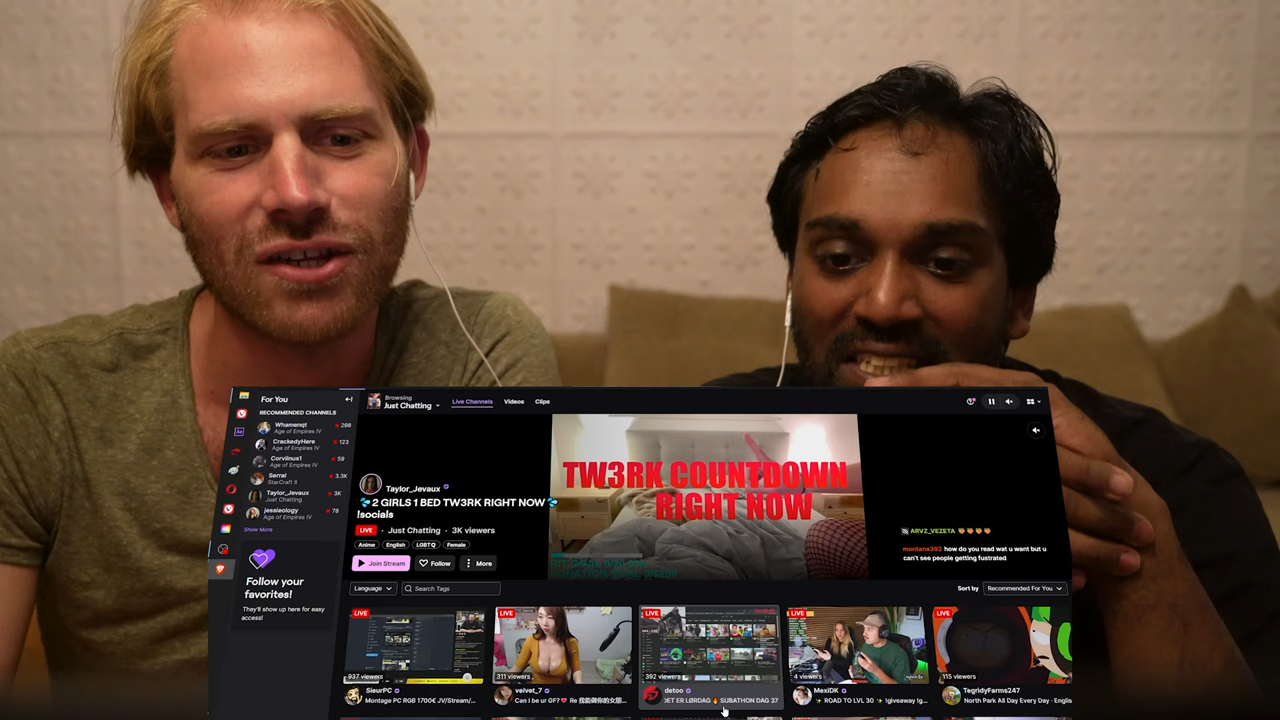 For You
RECOMMENDED CHANNELS
Whamenqt
Age of Empires IV
298
CrackedyHere
Age of Empires IV
123
Corvinus1
Age of Empires IV
59
Serral
StarCraft II
3.3K
Taylor_Jevaux
Just Chatting
3K
jessieology
Age of Empires IV
78
Show More
Follow your
favorites!
They'll show up here for easy
access!
Browsing
Just Chatting
Live Channels Videos Clips
Taylor_Jevaux
2 GIRLS 1 BED TW3RK RIGHT NOW
!socials
LIVE · Just Chatting · 3K viewers
Anime English LGBTQ Female
Join Stream Follow More
TW3RK COUNTDOWN
RIGHT NOW
ARVZ_VEZETA
montana392 how do you read wat u want but u
can't see people getting fustrated
Language Search Tags
Sort by Recommended For You
LIVE
937 viewers
SieurPC
Montage PC RGB 1700€ JV/Stream/...
LIVE
311 viewers
velvet_7
Can I be ur GF?
LIVE
392 viewers
detoo
DET ER LØRDAG SUBATHON DAG 37
LIVE
4 viewers
MexiDK
ROAD TO LVL 30 !giveaway !g...
LIVE
115 viewers
TegridyFarms247
North Park All Day Every Day - Englis